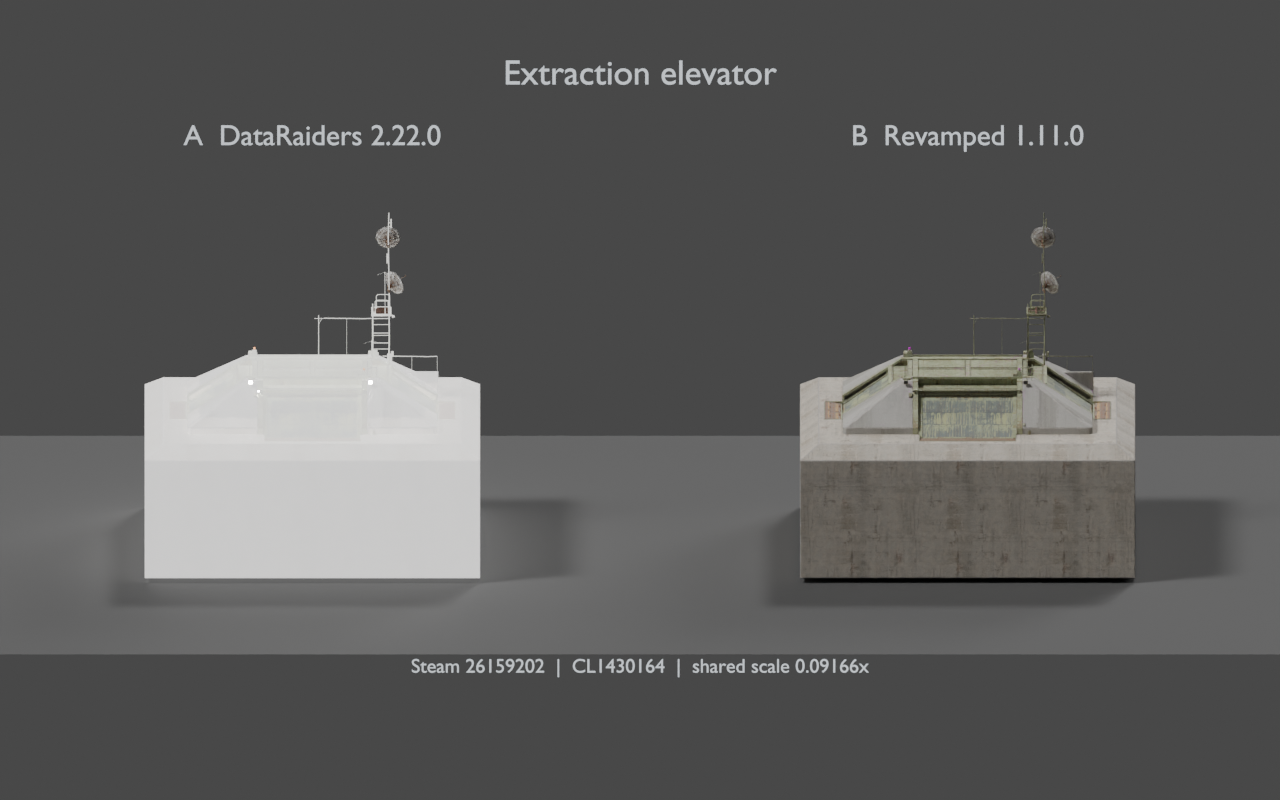 Extraction elevator
A DataRaiders 2.22.0
B Revamped 1.11.0
Steam 26159202 | CL1430164 | shared scale 0.09166x